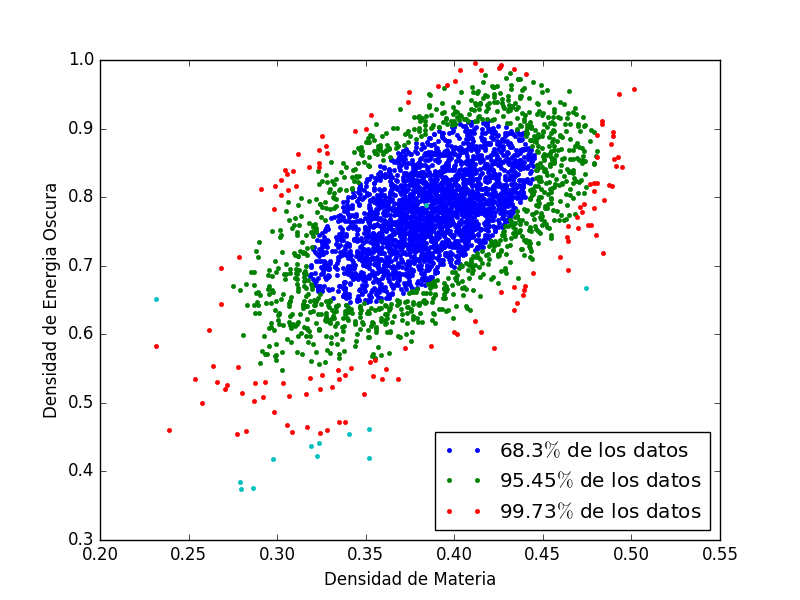 1.0
0.9
0.8
0.7
0.6
0.5
0.4
0.3
Densidad de Energia Oscura
68.3% de los datos
95.45% de los datos
99.73% de los datos
0.20 0.25 0.30 0.35 0.40 0.45 0.50 0.55
Densidad de Materia